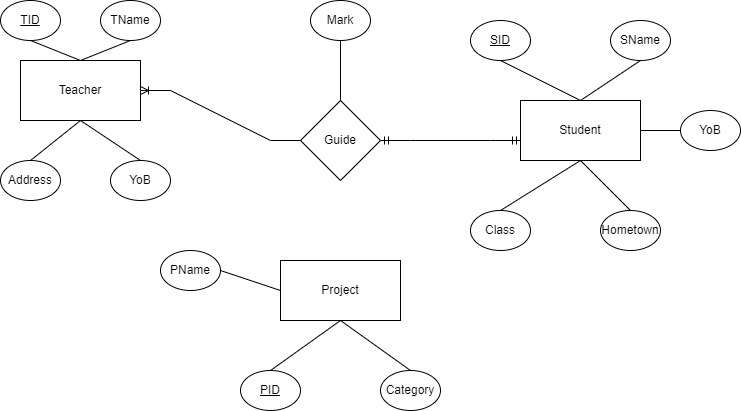 TID
TName
Mark
SID
SName
Teacher
Guide
Student
YoB
Address
YoB
Class
Hometown
PName
Project
PID
Category